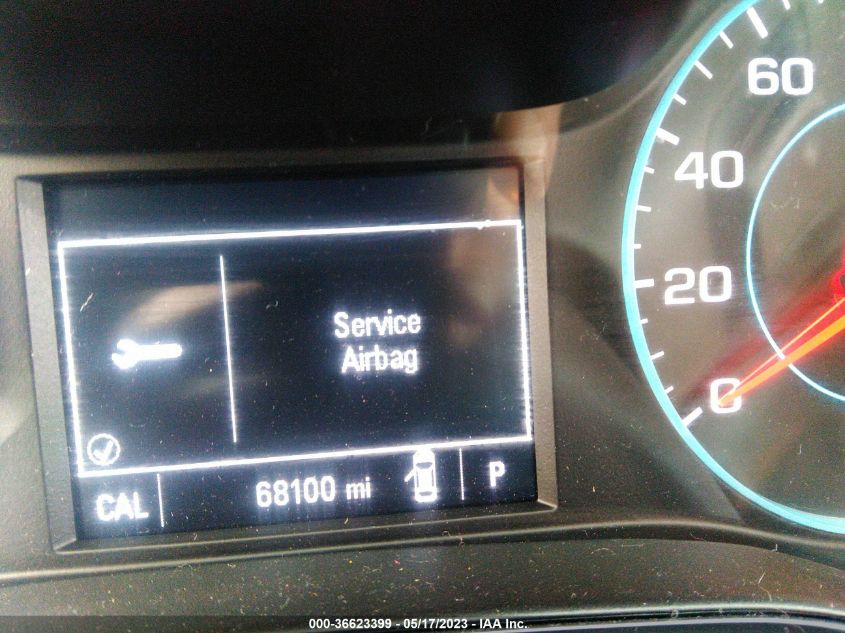 60
40
20
0
Service
Airbag
CAL
68100 mi
P
000-36623399 - 05/17/2023 - IAA Inc.